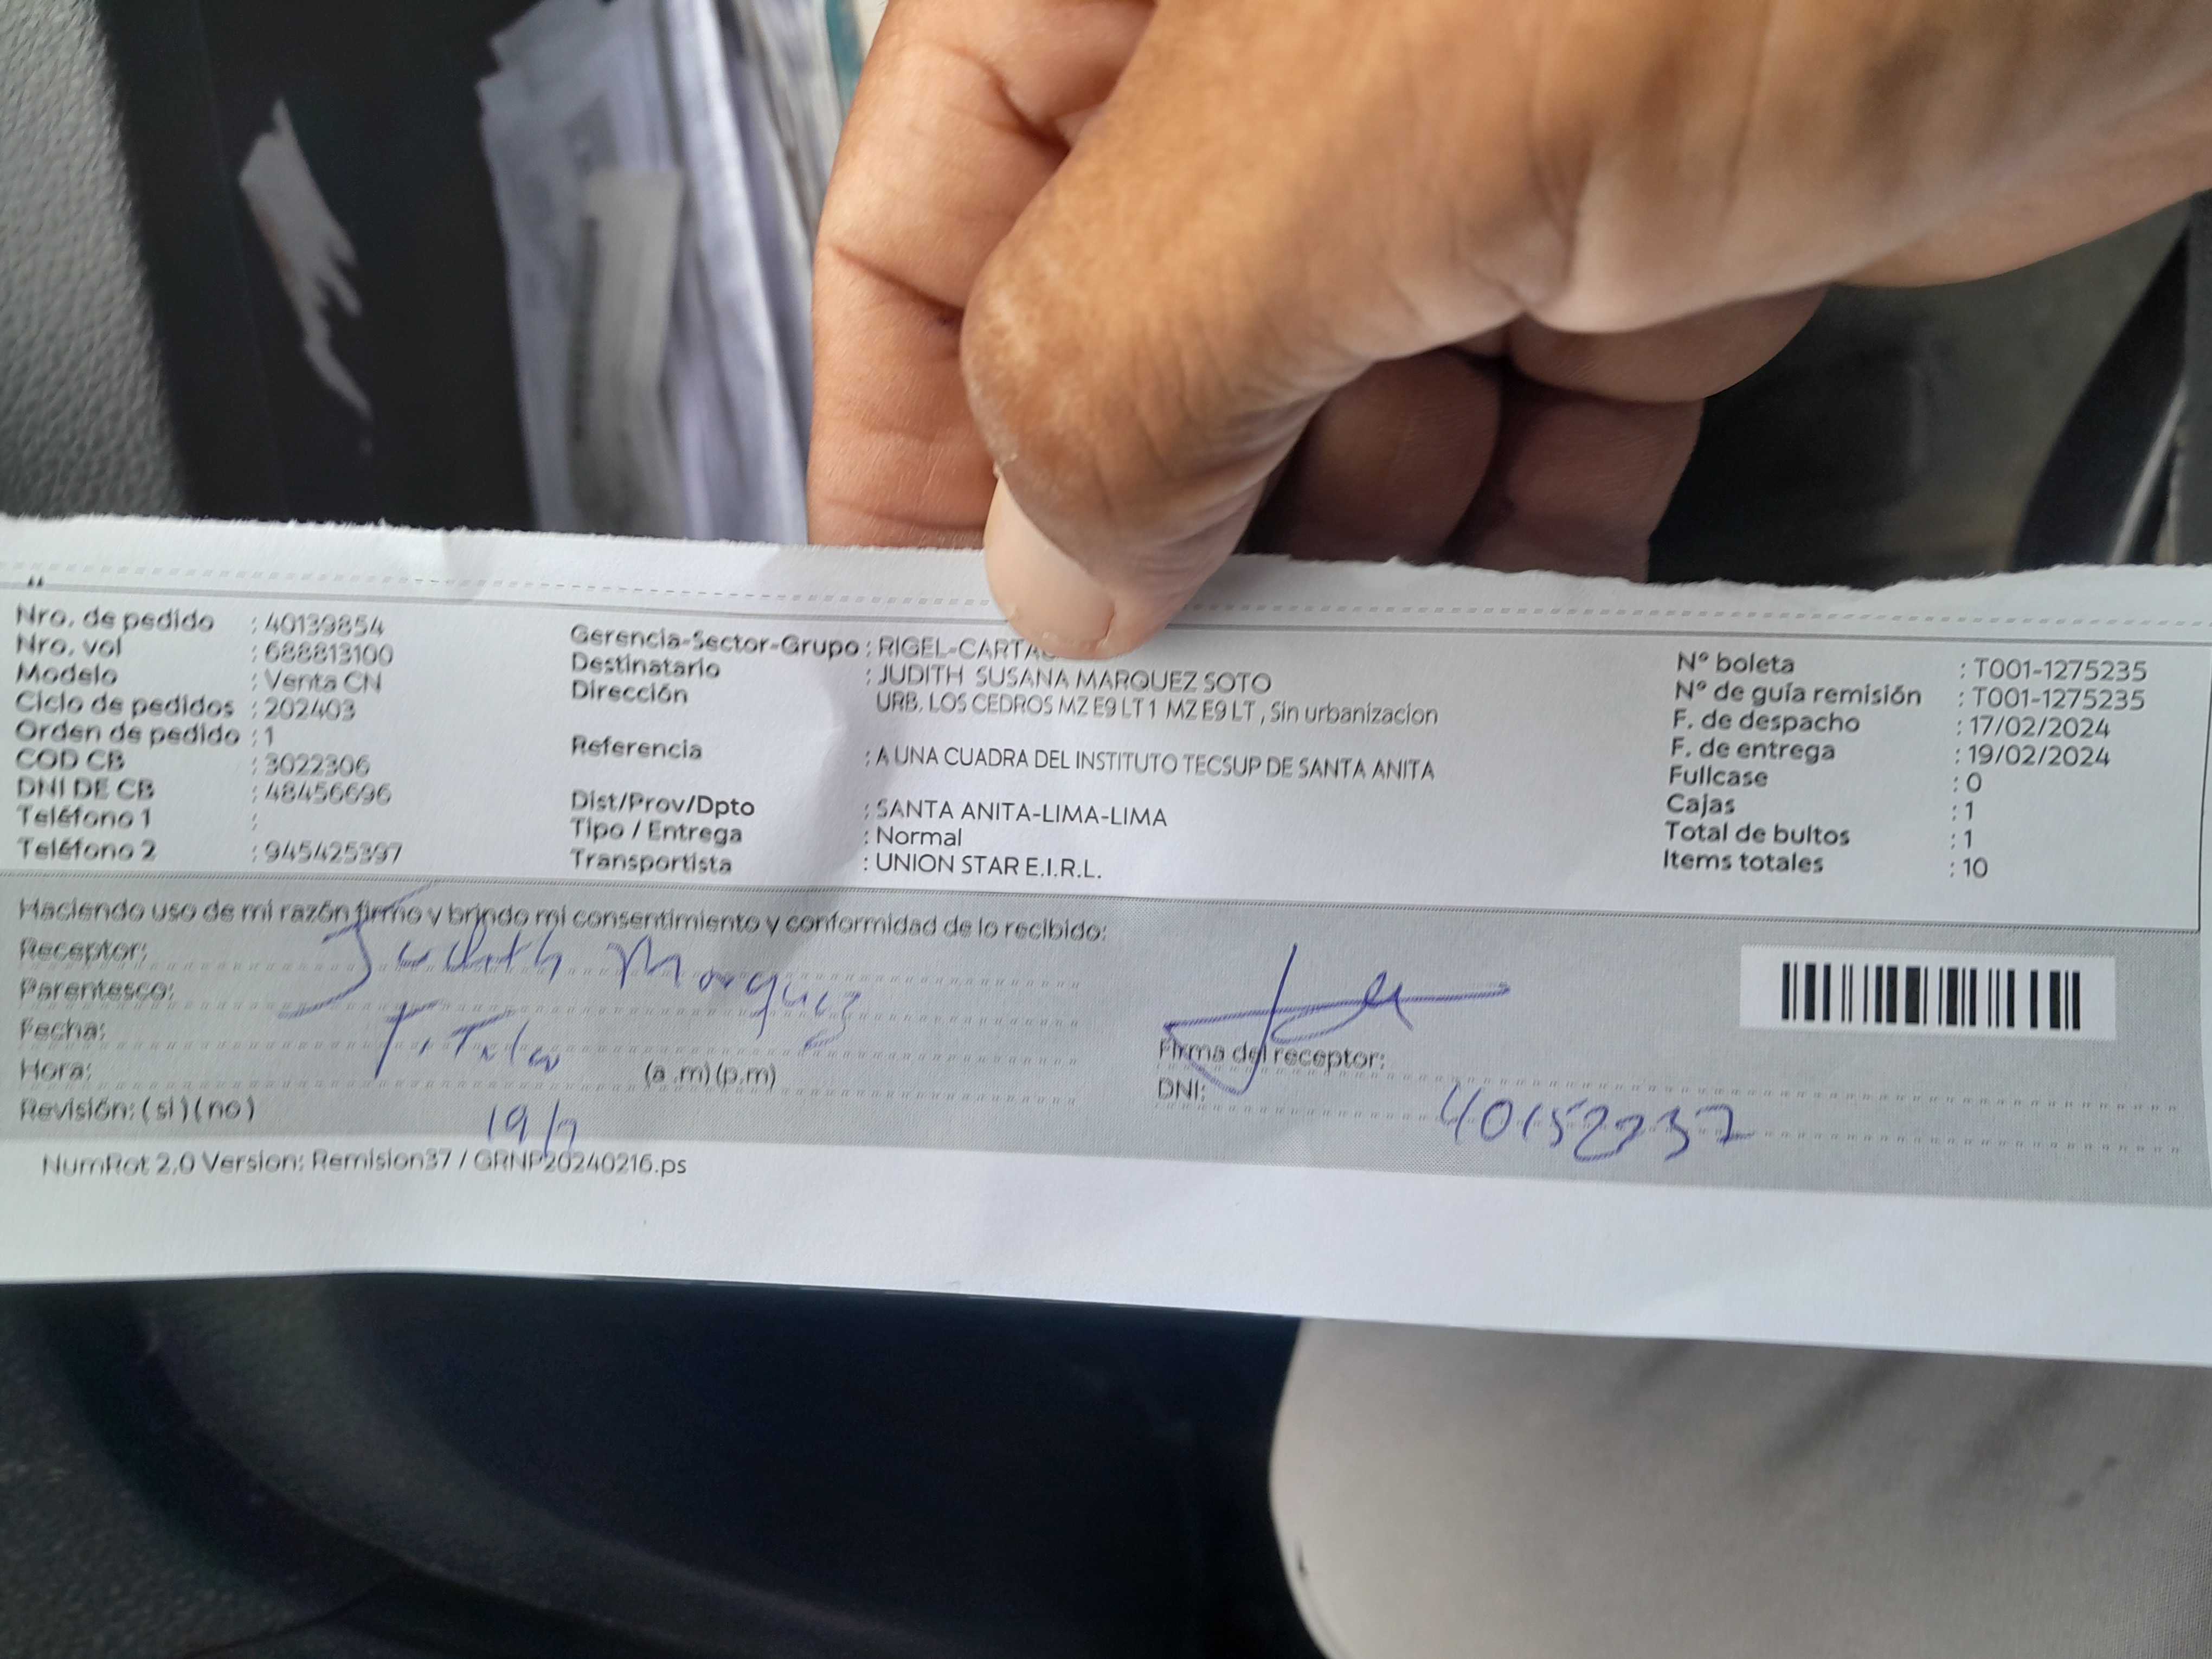 Nro. de pedido : 40139854
Nro. vol : 688813100
Modelo : Venta CN
Ciclo de pedidos : 202403
Orden de pedido : 1
COD CB : 3022306
DNI DE CB : 48456696
Teléfono 1 :
Teléfono 2 : 945425397
Gerencia-Sector-Grupo : RIGEL-CARTA
Destinatario : JUDITH SUSANA MARQUEZ SOTO
Dirección URB. LOS CEDROS MZ E9 LT 1 MZ E9 LT , Sin urbanizacion
Referencia : A UNA CUADRA DEL INSTITUTO TECSUP DE SANTA ANITA
Dist/Prov/Dpto : SANTA ANITA-LIMA-LIMA
Tipo / Entrega : Normal
Transportista : UNION STAR E.I.R.L.
Nº boleta : T001-1275235
Nº de guía remisión : T001-1275235
F. de despacho : 17/02/2024
F. de entrega : 19/02/2024
Fullcase : 0
Cajas : 1
Total de bultos : 1
Items totales : 10
Haciendo uso de mi razón firmo y brindo mi consentimiento y conformidad de lo recibido:
Receptor: Judith Marquez
Parentesco: Titular
Fecha:
Hora: (a .m) (p.m)
Revisión: ( si ) ( no )
Firma del receptor:
DNI: 40152237
NumRot 2.0 Version: Remision37 / GRNP20240216.ps